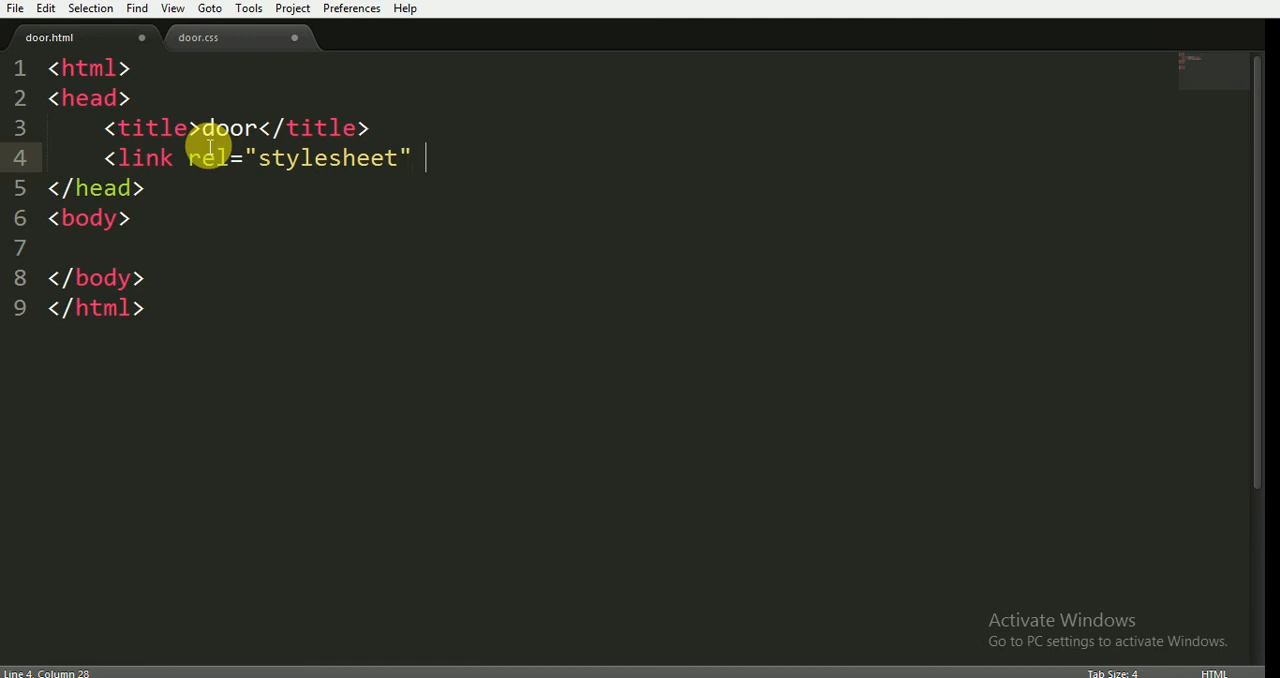 File Edit Selection Find View Goto Tools Project Preferences Help
door.html door.css
1 <html>
2 <head>
3 <title>door</title>
4 <link rel="stylesheet"
5 </head>
6 <body>
7
8 </body>
9 </html>
Activate Windows
Go to PC settings to activate Windows.
Line 4, Column 28 Tab Size: 4 HTML